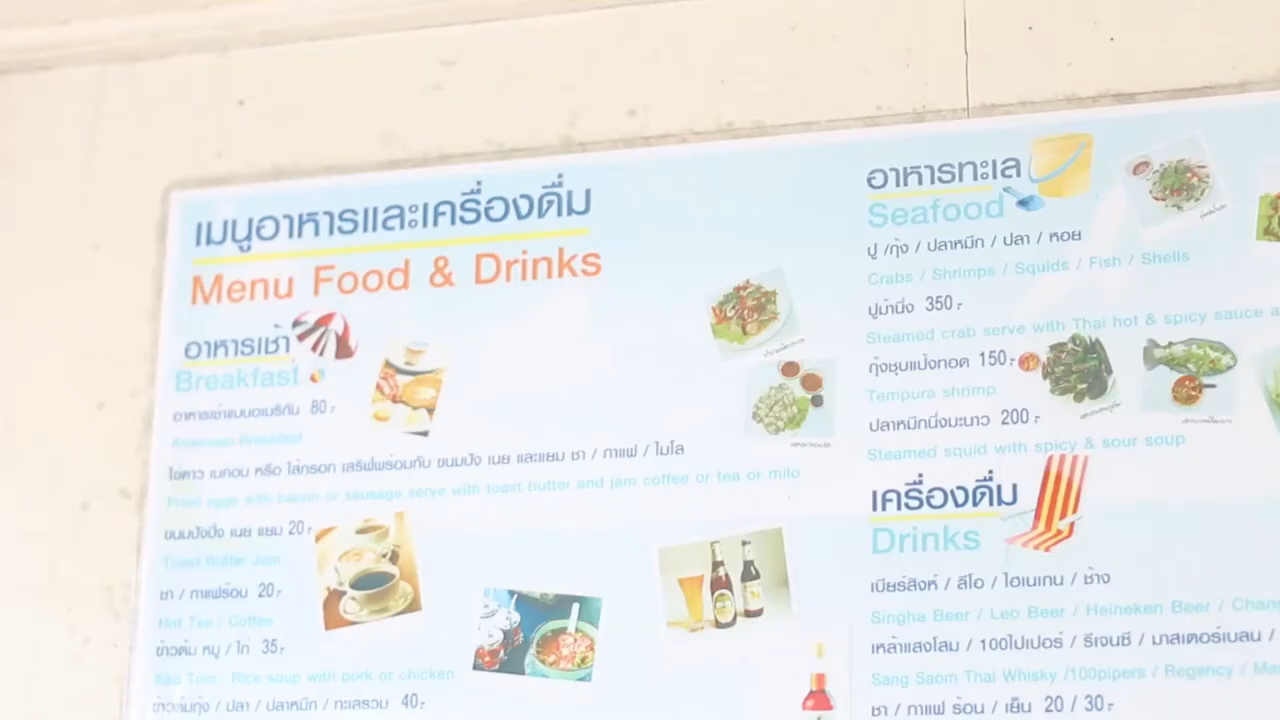 เมนูอาหารและเครื่องดื่ม
Menu Food & Drinks
อาหารเช้า
Breakfast
อาหารเช้าแบบอเมริกัน 80.-
American Breakfast
ไข่ดาว เบคอน หรือ ไส้กรอก เสริฟพร้อมกับ ขนมปัง เนย และแยม ชา / กาแฟ / ไมโล
Fried eggs with bacon or sausage serve with toast butter and jam coffee or tea or milo
ขนมปังปิ้ง เนย แยม 20.-
Toast Butter Jam
ชา / กาแฟร้อน 20.-
Hot Tea / Coffee
ข้าวต้ม หมู / ไก่ 35.-
Kao Tom : Rice soup with pork or chicken
ข้าวต้มกุ้ง / ปลา / ปลาหมึก / ทะเลรวม 40.-
อาหารทะเล
Seafood
ปู /กุ้ง / ปลาหมึก / ปลา / หอย
Crabs / Shrimps / Squids / Fish / Shells
ปูม้านึ่ง 350.-
Steamed crab serve with Thai hot & spicy sauce
กุ้งชุบแป้งทอด 150.-
Tempura shrimp
ปลาหมึกนึ่งมะนาว 200.-
Steamed squid with spicy & sour soup
เครื่องดื่ม
Drinks
เบียร์สิงห์ / ลีโอ / ไฮเนเกน / ช้าง
Singha Beer / Leo Beer / Heineken Beer / Chang
เหล้าแสงโสม / 100ไปเปอร์ / รีเจนซี / มาสเตอร์เบลน /
Sang Saom Thai Whisky /100pipers / Regency /
ชา / กาแฟ ร้อน / เย็น 20 / 30.-